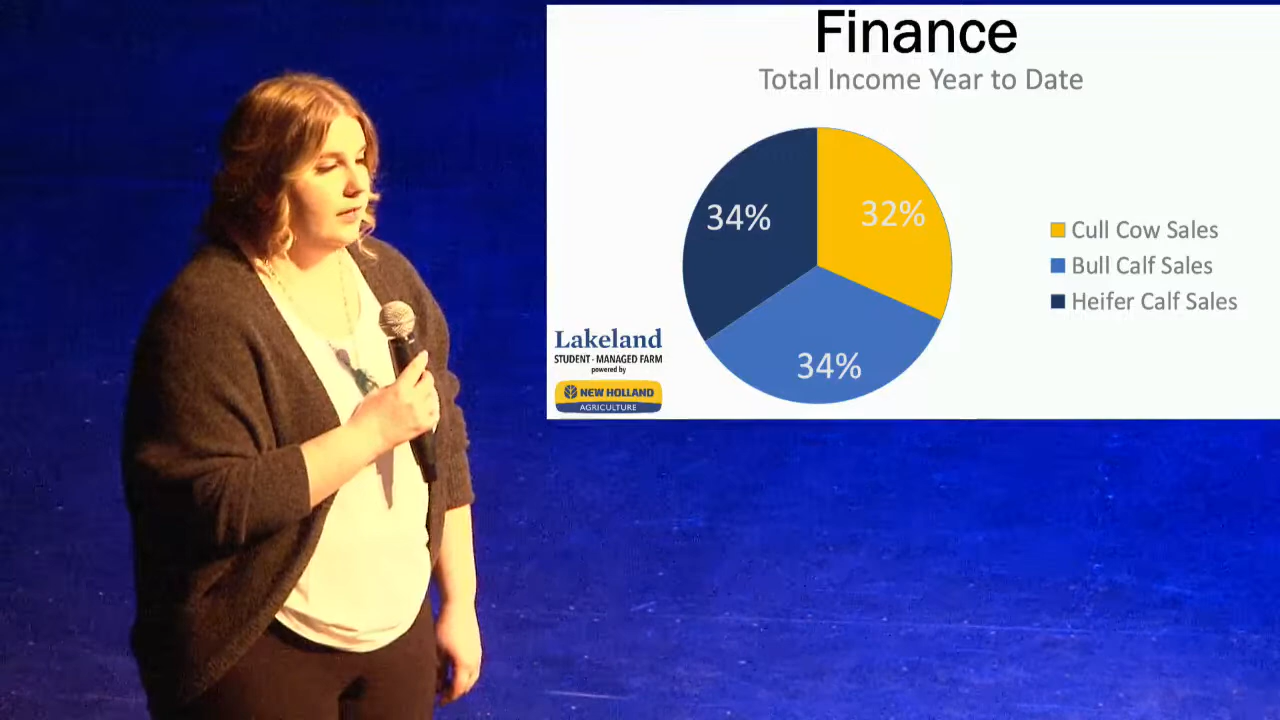 Finance
Total Income Year to Date
34%
32%
34%
Cull Cow Sales
Bull Calf Sales
Heifer Calf Sales
Lakeland
STUDENT - MANAGED FARM
powered by
NEW HOLLAND
AGRICULTURE